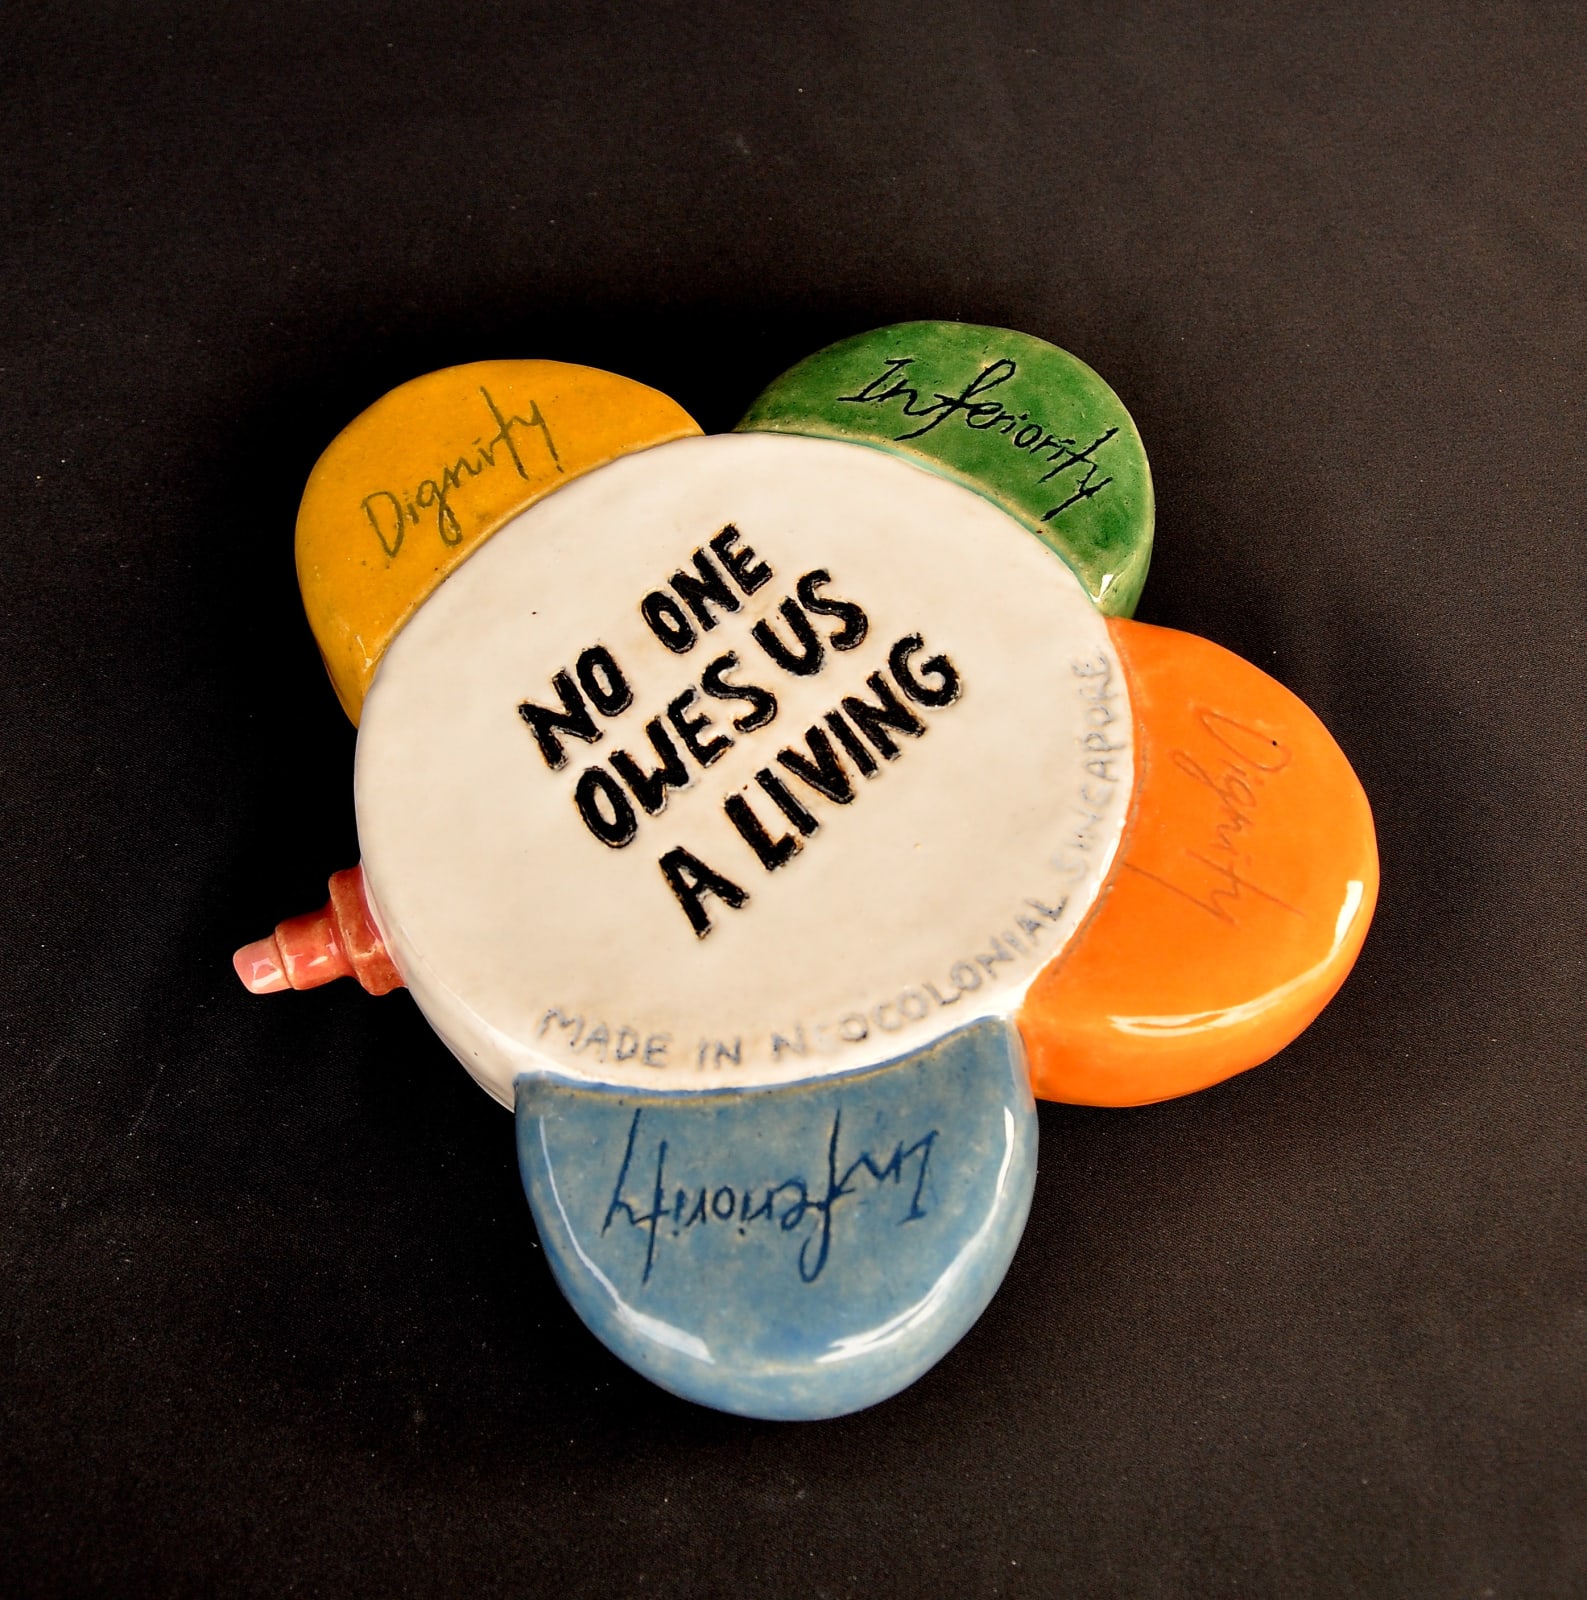 Dignity
Inferiority
NO ONE
OWES US
A LIVING
Dignity
MADE IN NEOCOLONIAL SINGAPORE
Inferiority